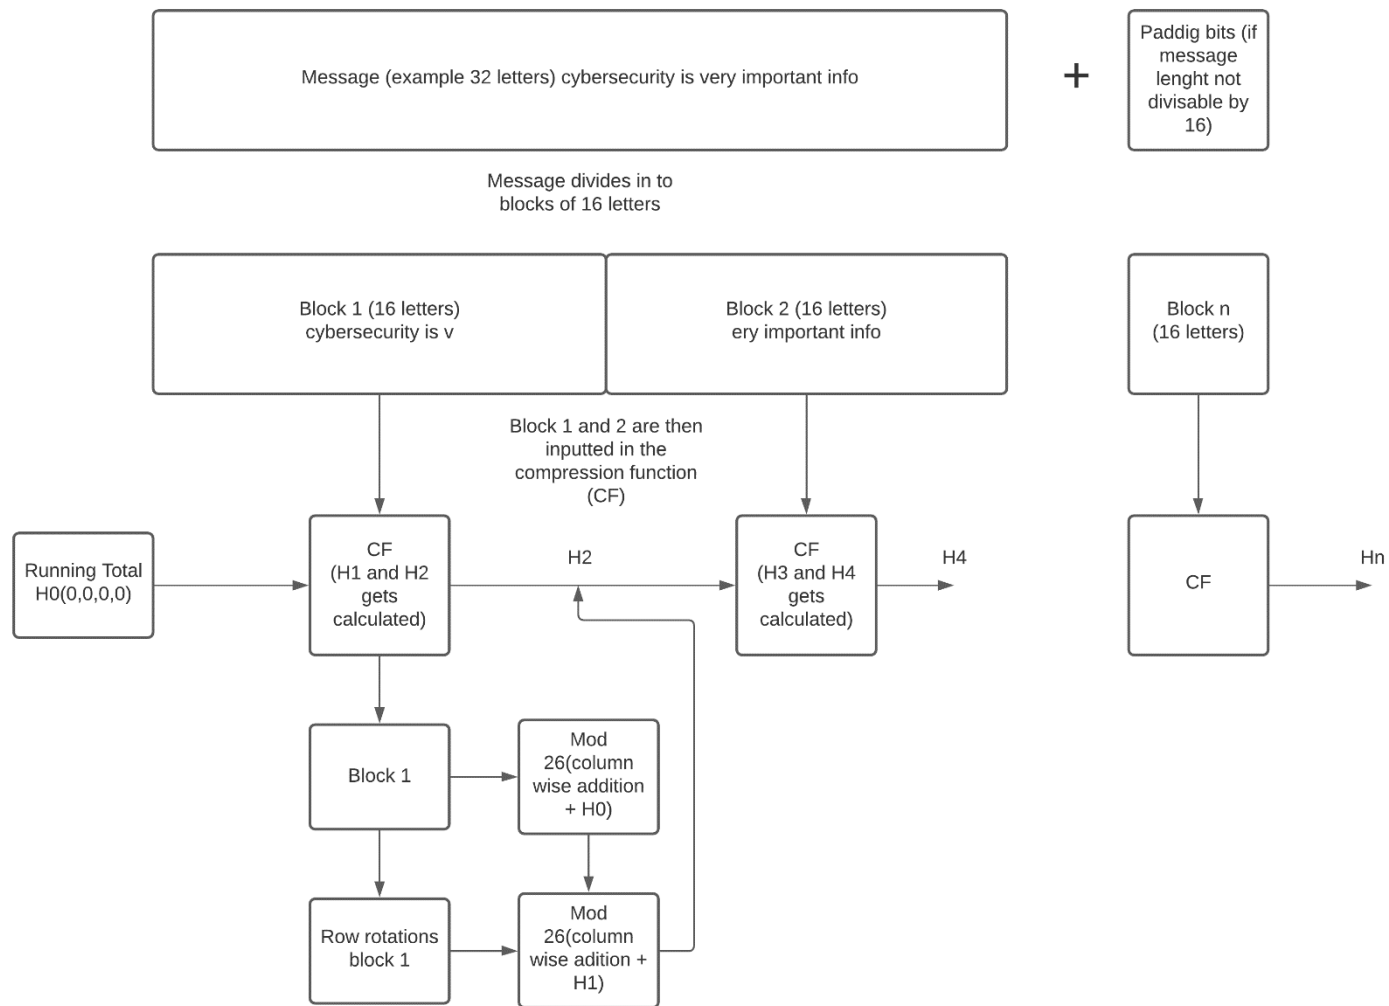 Message (example 32 letters) cybersecurity is very important info
+
Paddig bits (if
message
lenght not
divisable by
16)
Message divides in to
blocks of 16 letters
Block 1 (16 letters)
cybersecurity is v
Block 2 (16 letters)
ery important info
Block n
(16 letters)
Block 1 and 2 are then
inputted in the
compression function
(CF)
Running Total
H0(0,0,0,0)
CF
(H1 and H2
gets
calculated)
H2
CF
(H3 and H4
gets
calculated)
H4
CF
Hn
Block 1
Mod
26(column
wise addition
+ H0)
Row rotations
block 1
Mod
26(column
wise adition +
H1)